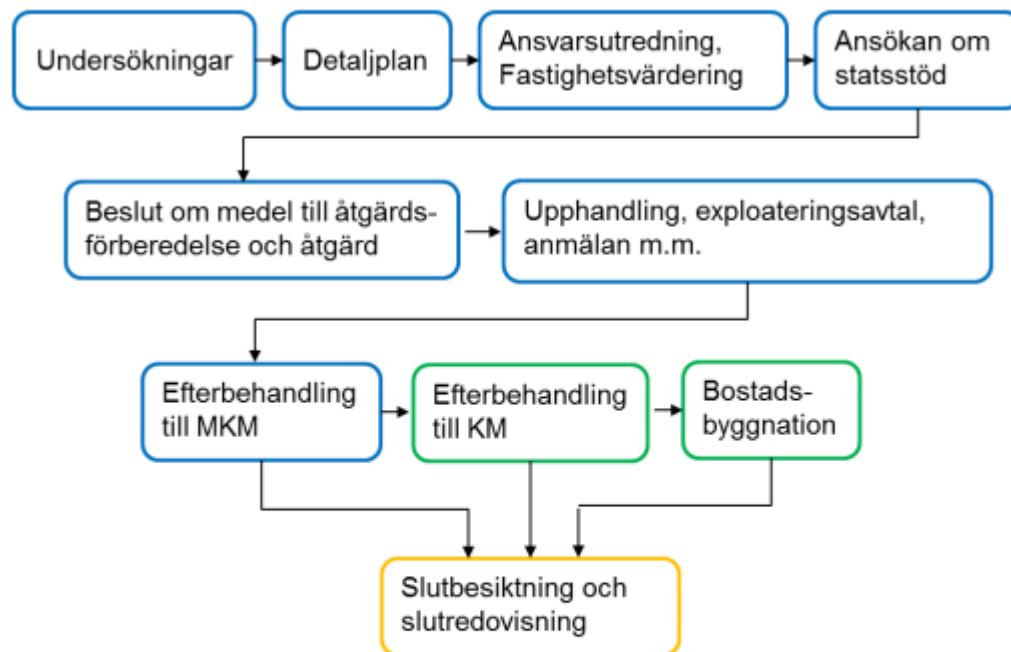 Undersökningar
Detaljplan
Ansvarsutredning,
Fastighetsvärdering
Ansökan om
statsstöd
Beslut om medel till åtgärds-
förberedelse och åtgärd
Upphandling, exploateringsavtal,
anmälan m.m.
Efterbehandling
till MKM
Efterbehandling
till KM
Bostads-
byggnation
Slutbesiktning och
slutredovisning